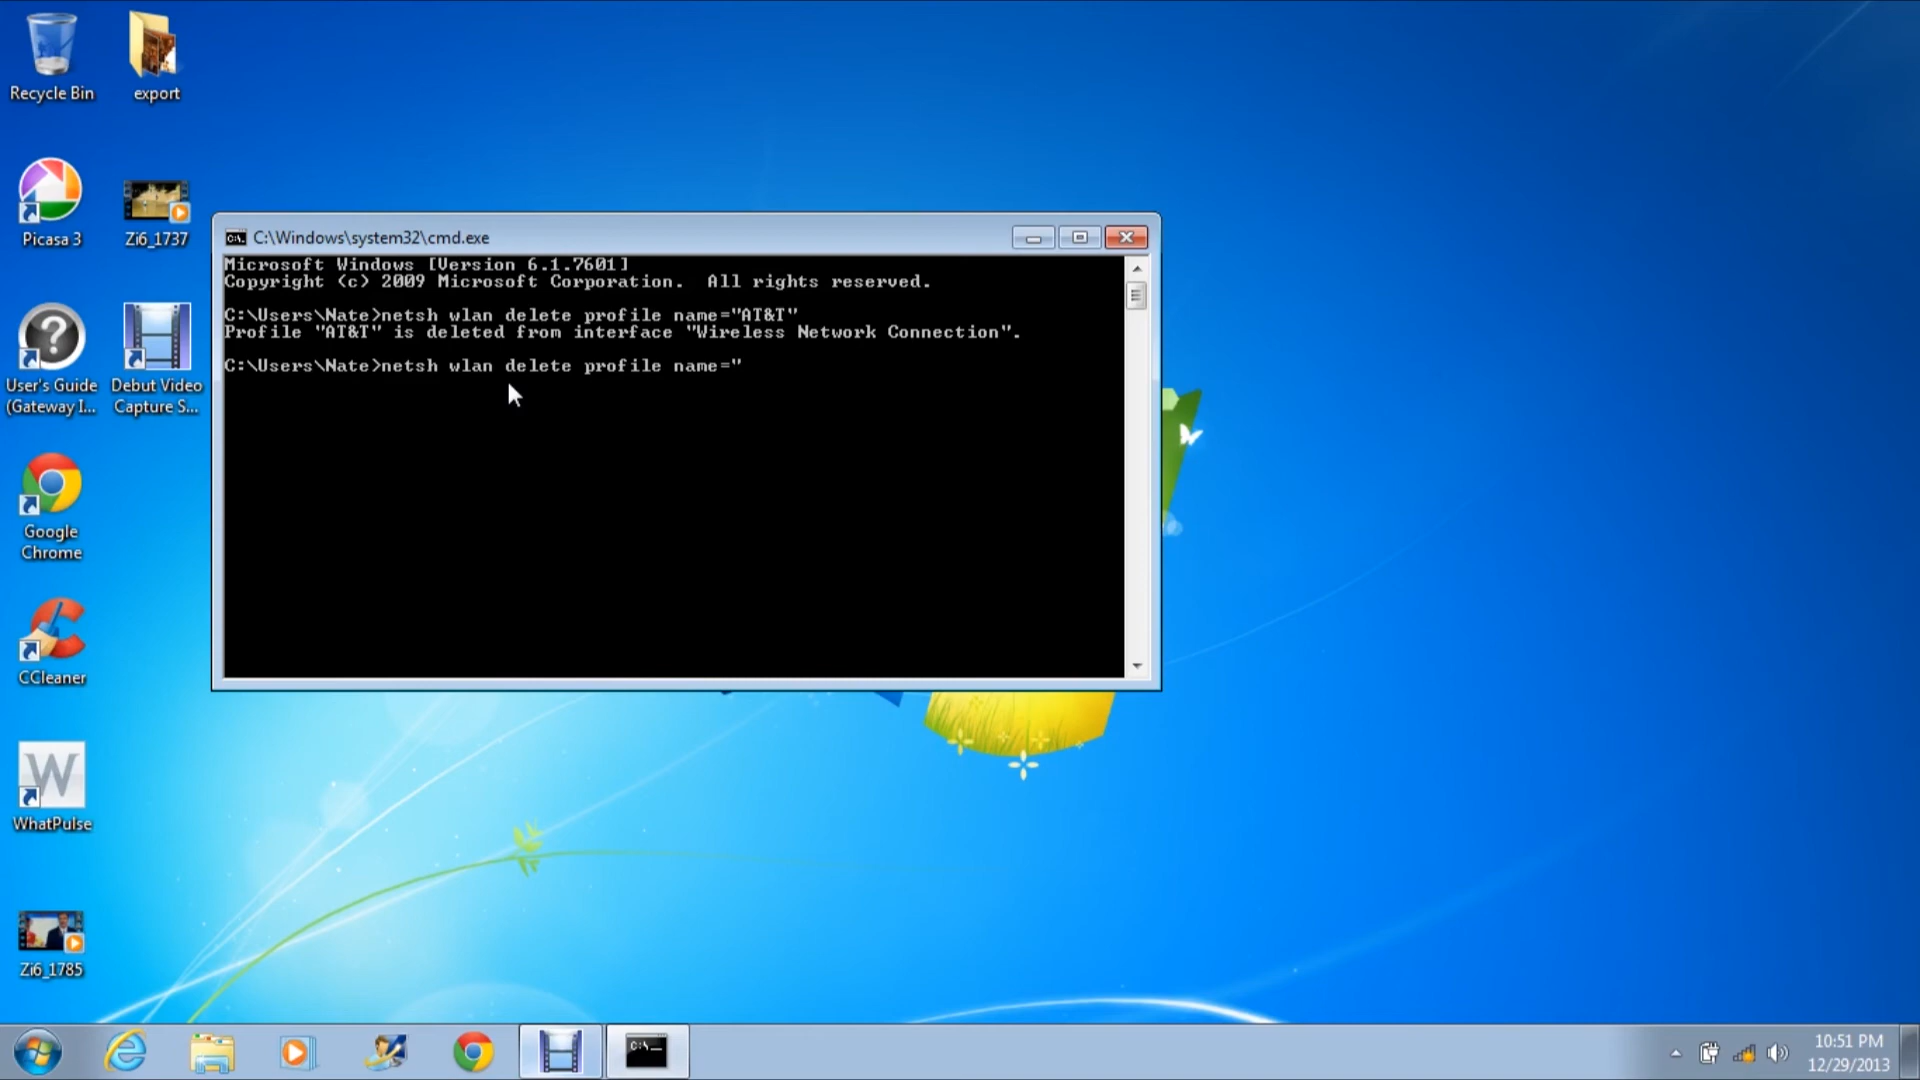 Recycle Bin
export
Picasa 3
Zi6_1737
User's Guide
(Gateway I...
Debut Video
Capture S...
Google
Chrome
CCleaner
W
WhatPulse
Zi6_1785
C:\Windows\system32\cmd.exe
Microsoft Windows [Version 6.1.7601]
Copyright (c) 2009 Microsoft Corporation.  All rights reserved.
C:\Users\Nate>netsh wlan delete profile name="AT&T"
Profile "AT&T" is deleted from interface "Wireless Network Connection".
C:\Users\Nate>netsh wlan delete profile name="
10:51 PM
12/29/2013